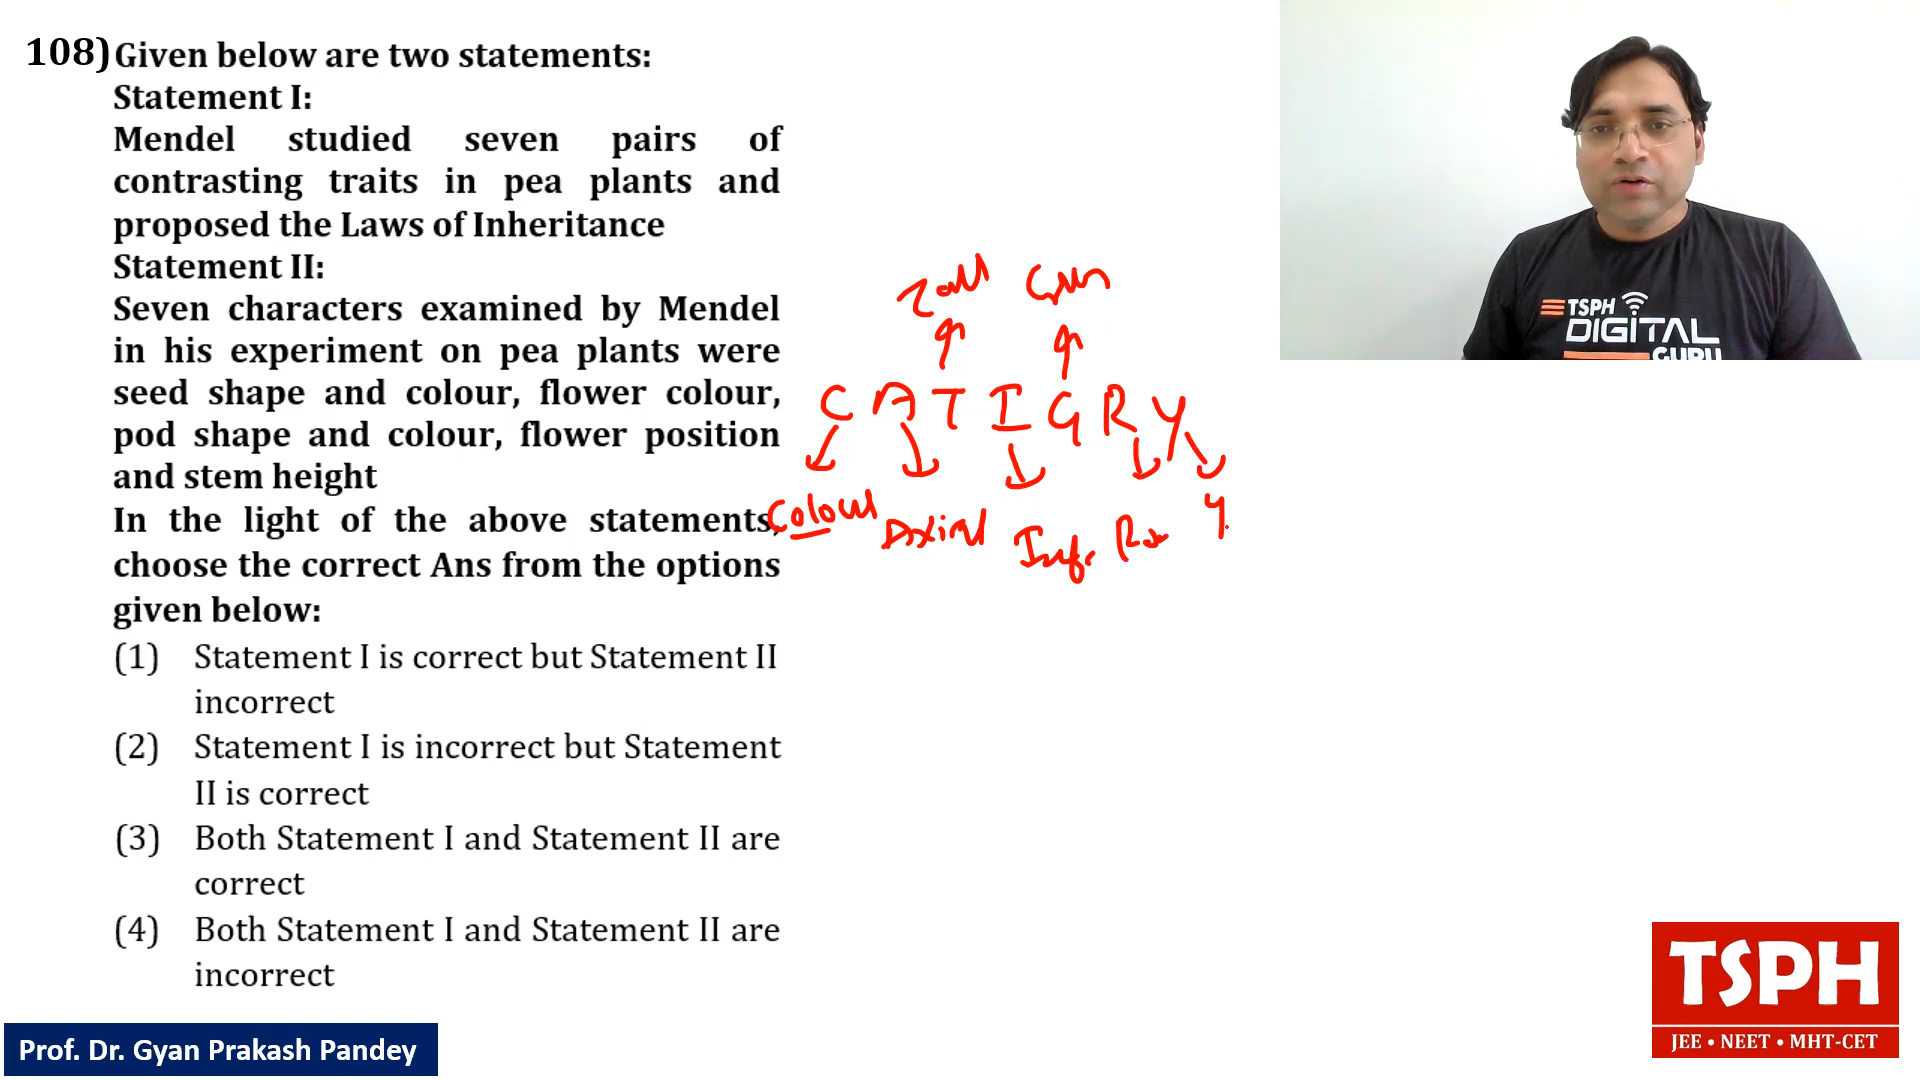 108) Given below are two statements:
Statement I:
Mendel studied seven pairs of
contrasting traits in pea plants and
proposed the Laws of Inheritance
Statement II:
Seven characters examined by Mendel
in his experiment on pea plants were
seed shape and colour, flower colour,
pod shape and colour, flower position
and stem height
In the light of the above statements,
choose the correct Ans from the options
given below:
(1) Statement I is correct but Statement II
incorrect
(2) Statement I is incorrect but Statement
II is correct
(3) Both Statement I and Statement II are
correct
(4) Both Statement I and Statement II are
incorrect
Tall
C A T I G R Y
Colour Axial
Y
TSPH
DIGITAL
GURU
TSPH
JEE • NEET • MHT-CET
Prof. Dr. Gyan Prakash Pandey